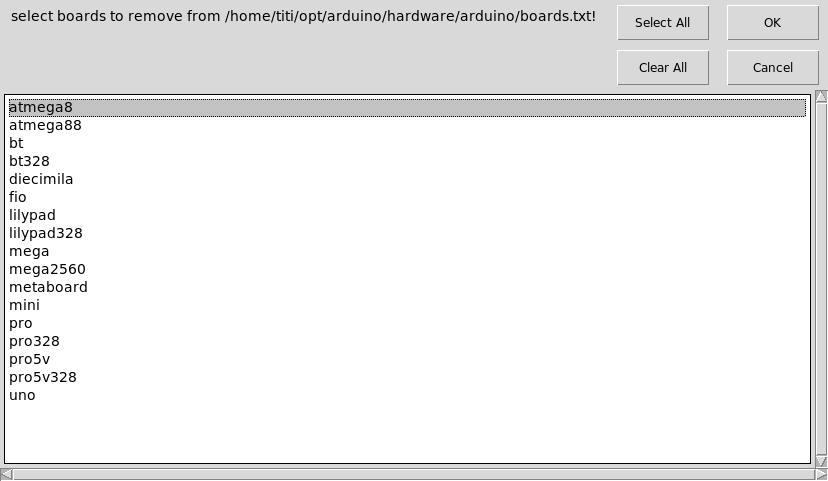 select boards to remove from /home/titi/opt/arduino/hardware/arduino/boards.txt!
Select All
OK
Clear All
Cancel
atmega8
atmega88
bt
bt328
diecimila
fio
lilypad
lilypad328
mega
mega2560
metaboard
mini
pro
pro328
pro5v
pro5v328
uno